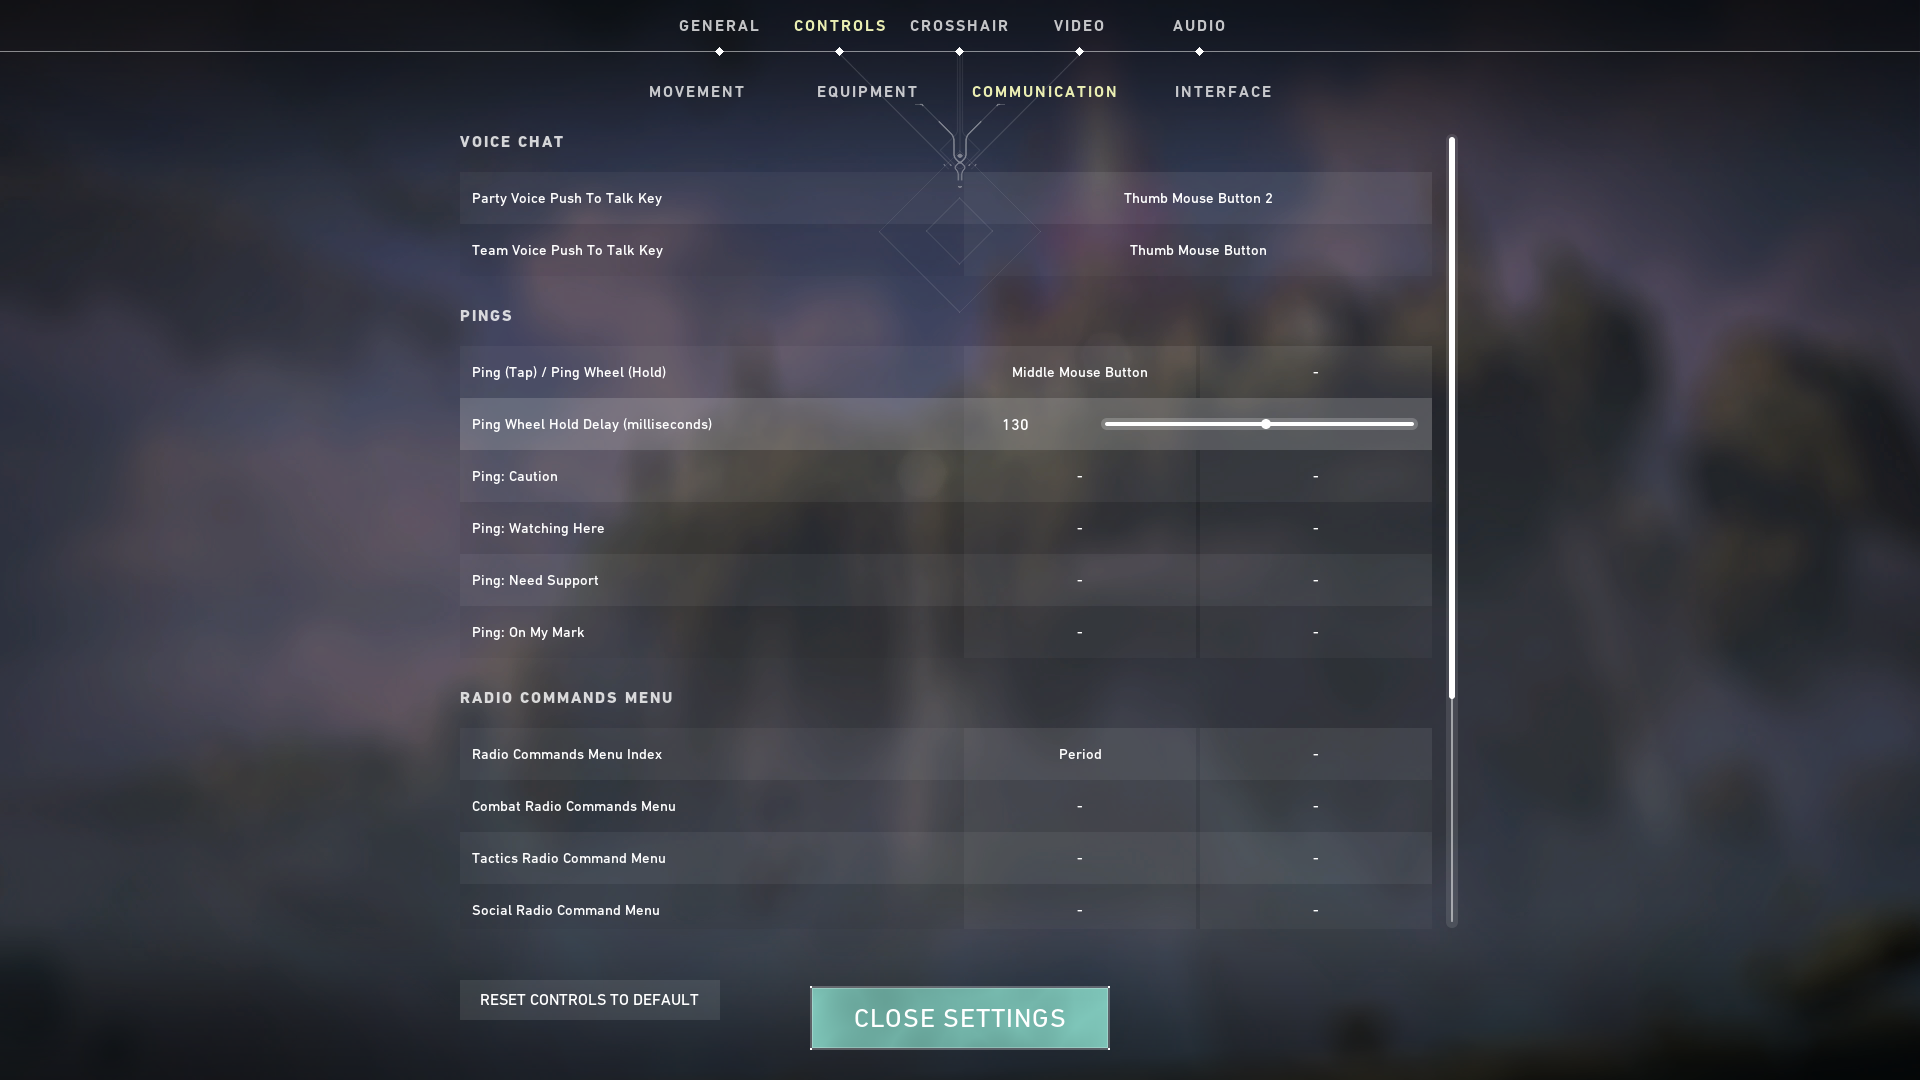 GENERAL CONTROLS CROSSHAIR VIDEO AUDIO
MOVEMENT EQUIPMENT COMMUNICATION INTERFACE
VOICE CHAT
Party Voice Push To Talk Key Thumb Mouse Button 2
Team Voice Push To Talk Key Thumb Mouse Button
PINGS
Ping (Tap) / Ping Wheel (Hold) Middle Mouse Button -
Ping Wheel Hold Delay (milliseconds) 130
Ping: Caution - -
Ping: Watching Here - -
Ping: Need Support - -
Ping: On My Mark - -
RADIO COMMANDS MENU
Radio Commands Menu Index Period -
Combat Radio Commands Menu - -
Tactics Radio Command Menu - -
Social Radio Command Menu - -
RESET CONTROLS TO DEFAULT
CLOSE SETTINGS